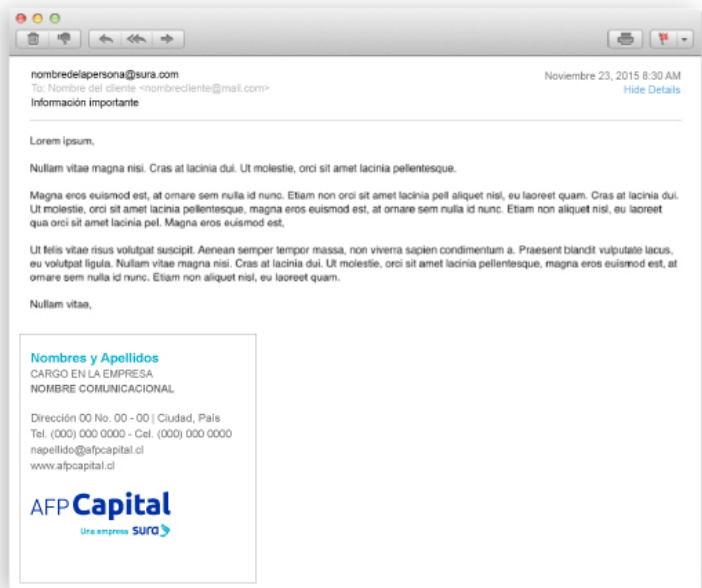 nombredelapersona@sura.com
Noviembre 23, 2015 8:30 AM
To: Nombre del cliente <nombrecliente@mail.com>
Hide Details
Información importante
Lorem ipsum,
Nullam vitae magna nisi. Cras at lacinia dui. Ut molestie, orci sit amet lacinia pellentesque.
Magna eros euismod est, at ornare sem nulla id nunc. Etiam non orci sit amet lacinia pell aliquet nisl, eu laoreet quam. Cras at lacinia dui.
Ut molestie, orci sit amet lacinia pellentesque, magna eros euismod est, at ornare sem nulla id nunc. Etiam non aliquet nisl, eu laoreet
qua orci sit amet lacinia pel. Magna eros euismod est,
Ut felis vitae risus volutpat suscipit. Aenean semper tempor massa, non viverra sapien condimentum a. Praesent blandit vulputate lacus,
eu volutpat ligula. Nullam vitae magna nisi. Cras at lacinia dui. Ut molestie, orci sit amet lacinia pellentesque, magna eros euismod est, at
ornare sem nulla id nunc. Etiam non aliquet nisl, eu laoreet quam.
Nullam vitae,
Nombres y Apellidos
CARGO EN LA EMPRESA
NOMBRE COMUNICACIONAL
Dirección 00 No. 00 - 00 | Ciudad, País
Tel. (000) 000 0000 - Cel. (000) 000 0000
napellido@afpcapital.cl
www.afpcapital.cl
AFP Capital
Una empresa sura